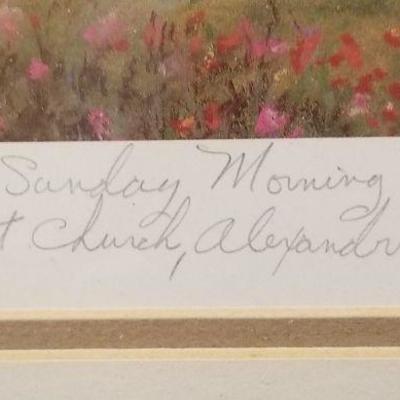 Sunday Morning
t Church, Alexandr